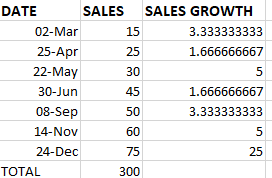 DATE SALES SALES GROWTH
02-Mar 15 3.333333333
25-Apr 25 1.666666667
22-May 30 5
30-Jun 45 1.666666667
08-Sep 50 3.333333333
14-Nov 60 5
24-Dec 75 25
TOTAL 300